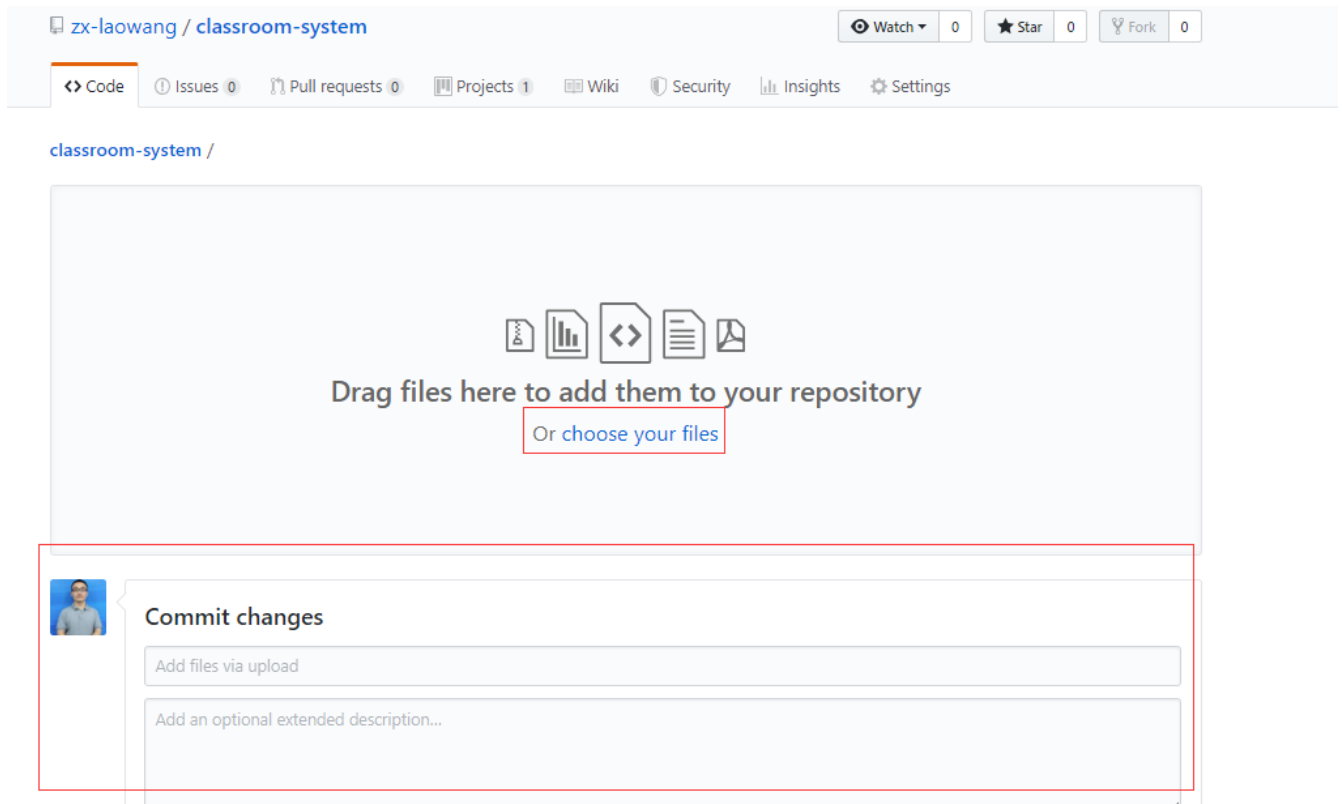 zx-laowang / classroom-system
Watch 0 Star 0 Fork 0
Code Issues 0 Pull requests 0 Projects 1 Wiki Security Insights Settings
classroom-system /
Drag files here to add them to your repository
Or choose your files
Commit changes
Add files via upload
Add an optional extended description...